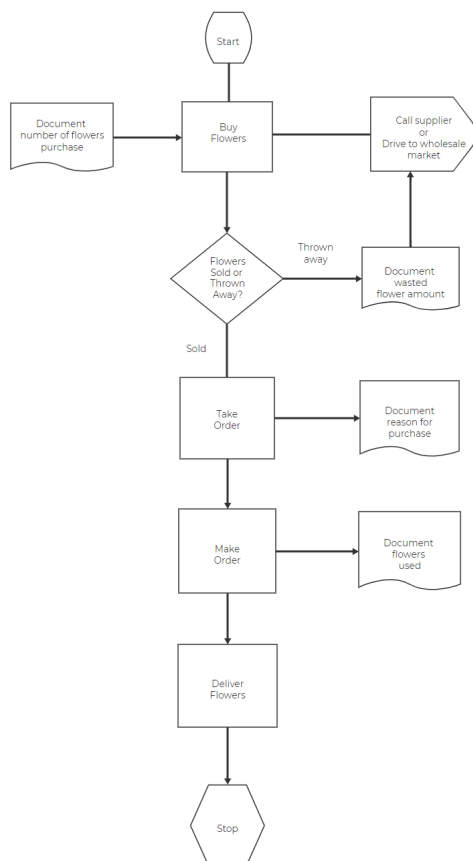 Start
Document
number of flowers
purchase
Buy
Flowers
Call supplier
or
Drive to wholesale
market
Flowers
Sold or
Thrown
Away?
Thrown
away
Document
wasted
flower amount
Sold
Take
Order
Document
reason for
purchase
Make
Order
Document
flowers
used
Deliver
Flowers
Stop